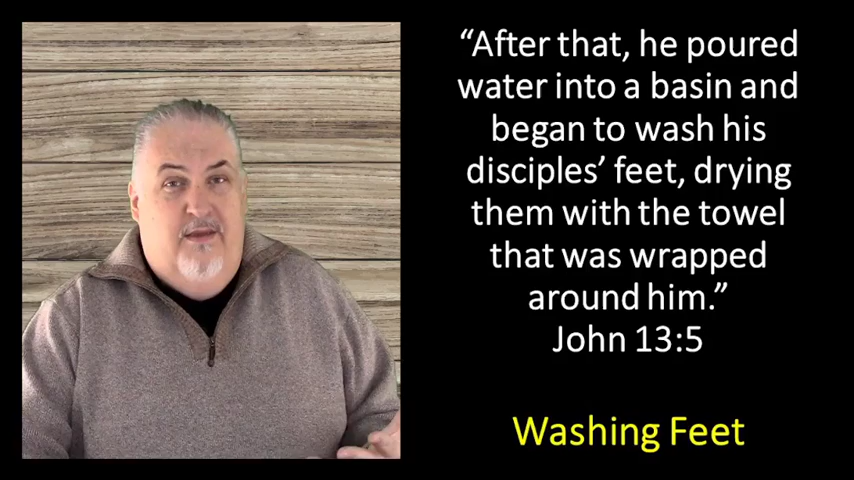 “After that, he poured
water into a basin and
began to wash his
disciples’ feet, drying
them with the towel
that was wrapped
around him.”
John 13:5
Washing Feet